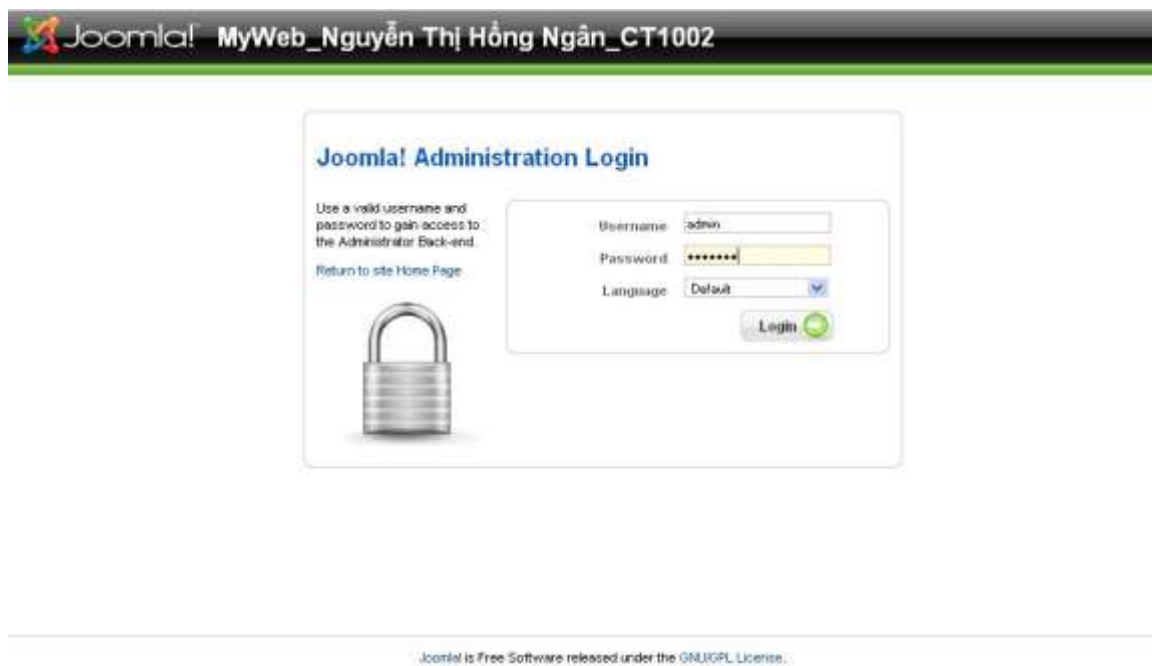 Joomla! MyWeb_Nguyễn Thị Hồng Ngân_CT1002
Joomla! Administration Login
Use a valid username and
password to gain access to
the Administrator Back-end.
Return to site Home Page
Username admin
Password •••••••
Language Default
Login
Joomla! is Free Software released under the GNU/GPL License.